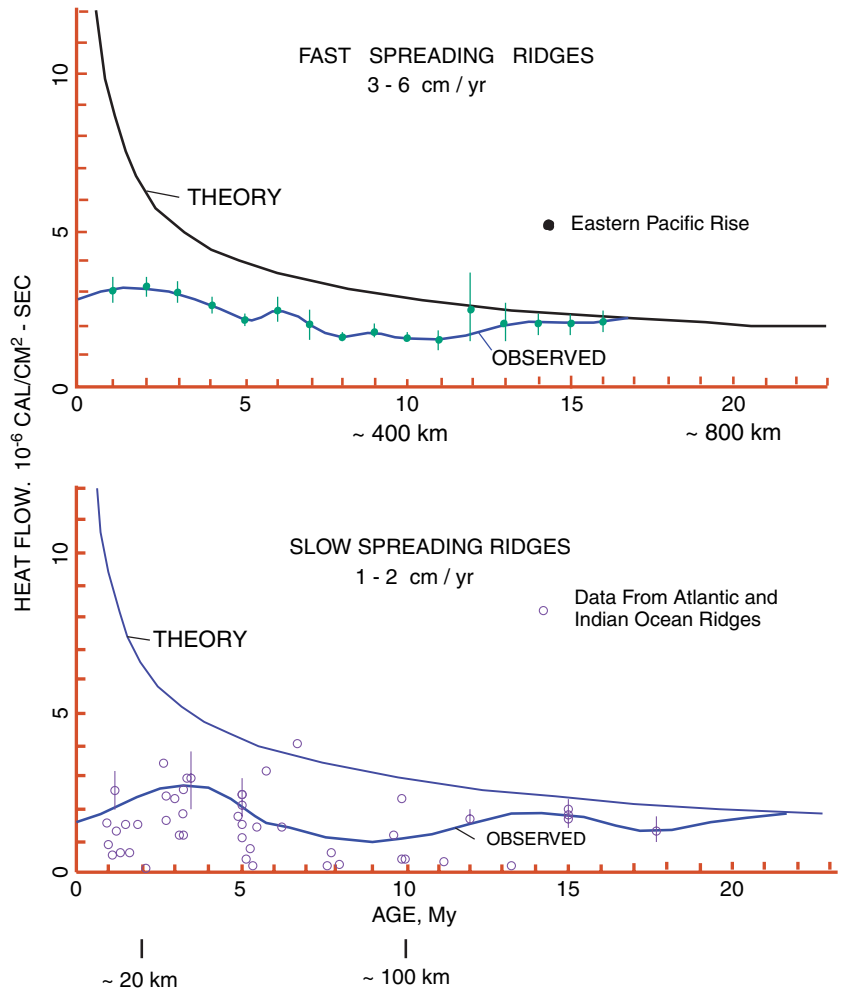 FAST SPREADING RIDGES
3 - 6 cm / yr
10
THEORY
Eastern Pacific Rise
5
OBSERVED
0
0 5 10 15 20
~ 400 km ~ 800 km
HEAT FLOW. 10⁻⁶ CAL/CM² - SEC
SLOW SPREADING RIDGES
1 - 2 cm / yr
10
Data From Atlantic and
Indian Ocean Ridges
THEORY
5
OBSERVED
0
0 5 10 15 20
AGE, My
~ 20 km ~ 100 km